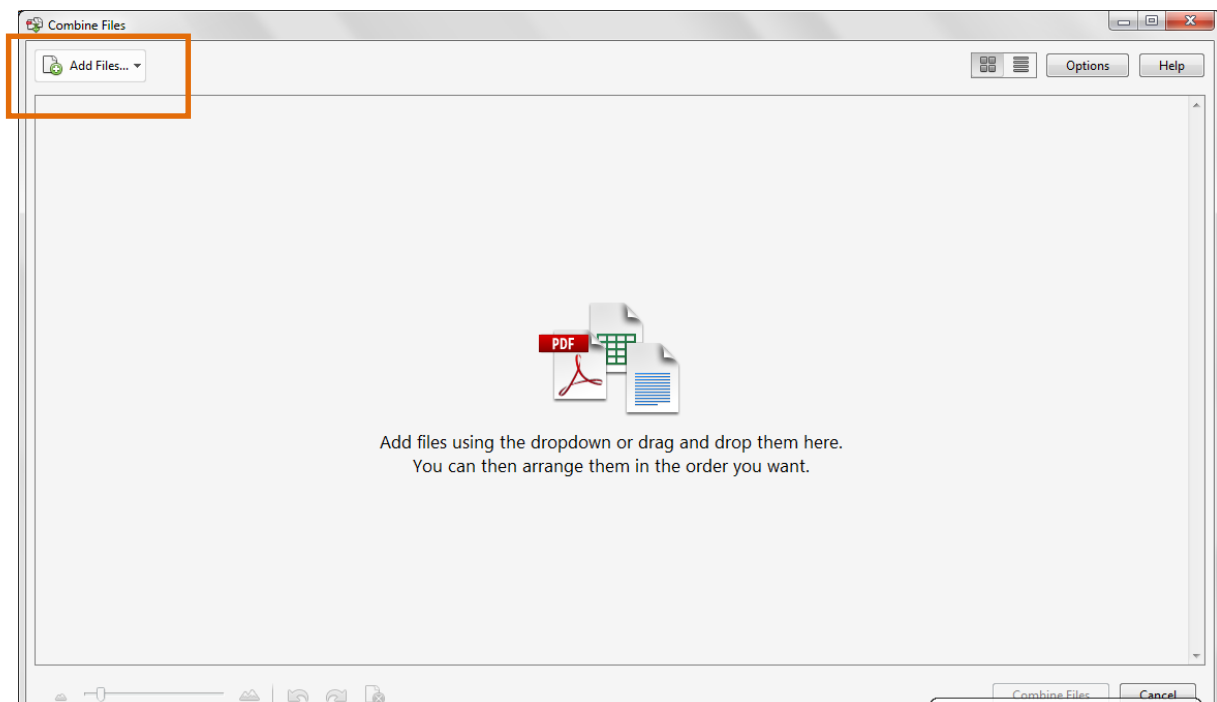 Combine Files
Add Files...
Options
Help
PDF
Add files using the dropdown or drag and drop them here.
You can then arrange them in the order you want.
Combine Files
Cancel